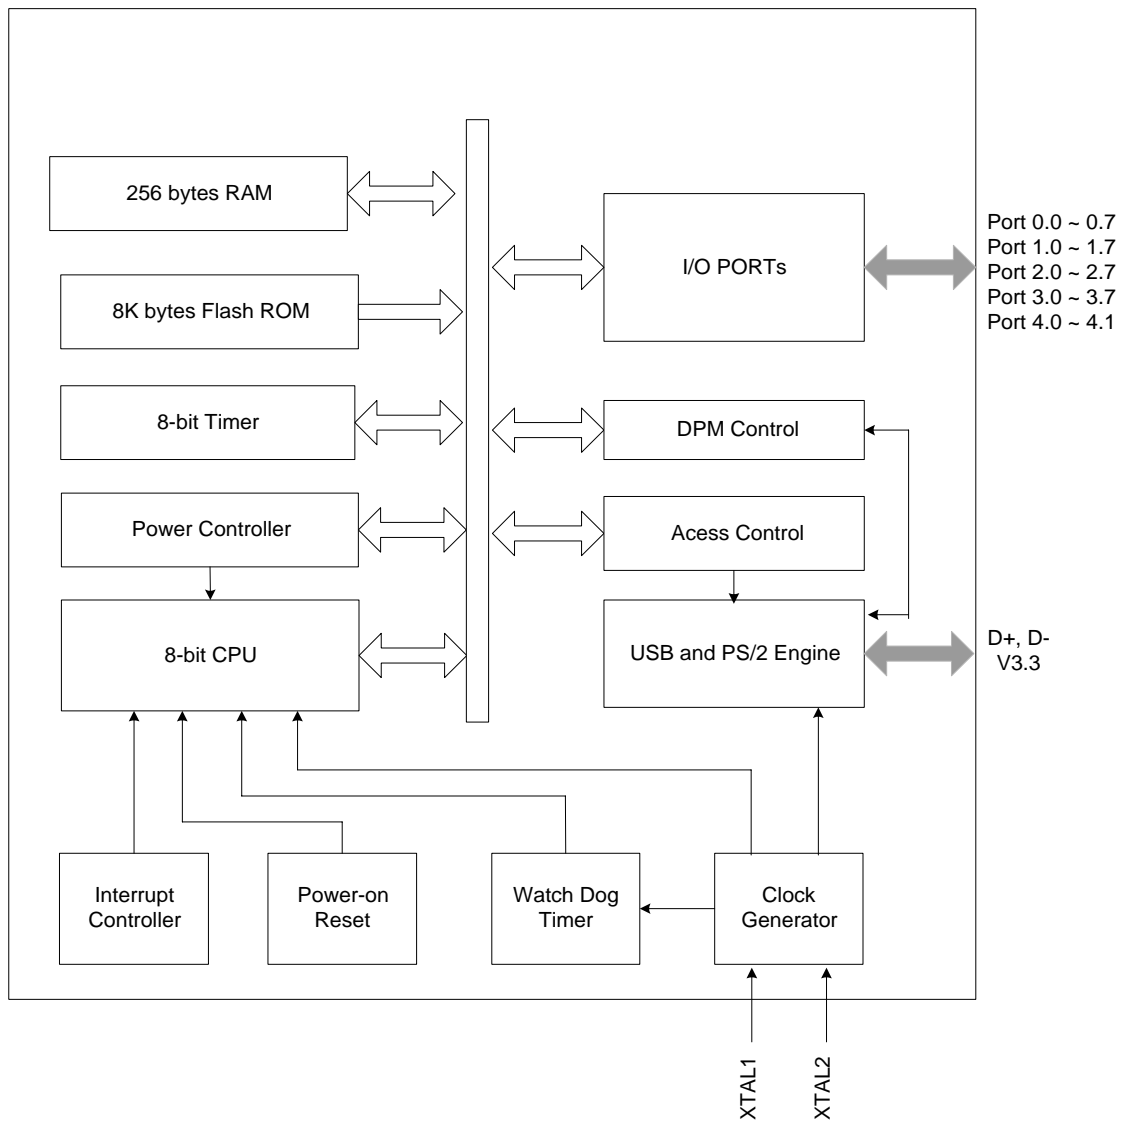 256 bytes RAM
8K bytes Flash ROM
8-bit Timer
Power Controller
8-bit CPU
I/O PORTs
DPM Control
Acess Control
USB and PS/2 Engine
Port 0.0 ~ 0.7
Port 1.0 ~ 1.7
Port 2.0 ~ 2.7
Port 3.0 ~ 3.7
Port 4.0 ~ 4.1
D+, D-
V3.3
Interrupt
Controller
Power-on
Reset
Watch Dog
Timer
Clock
Generator
XTAL1
XTAL2